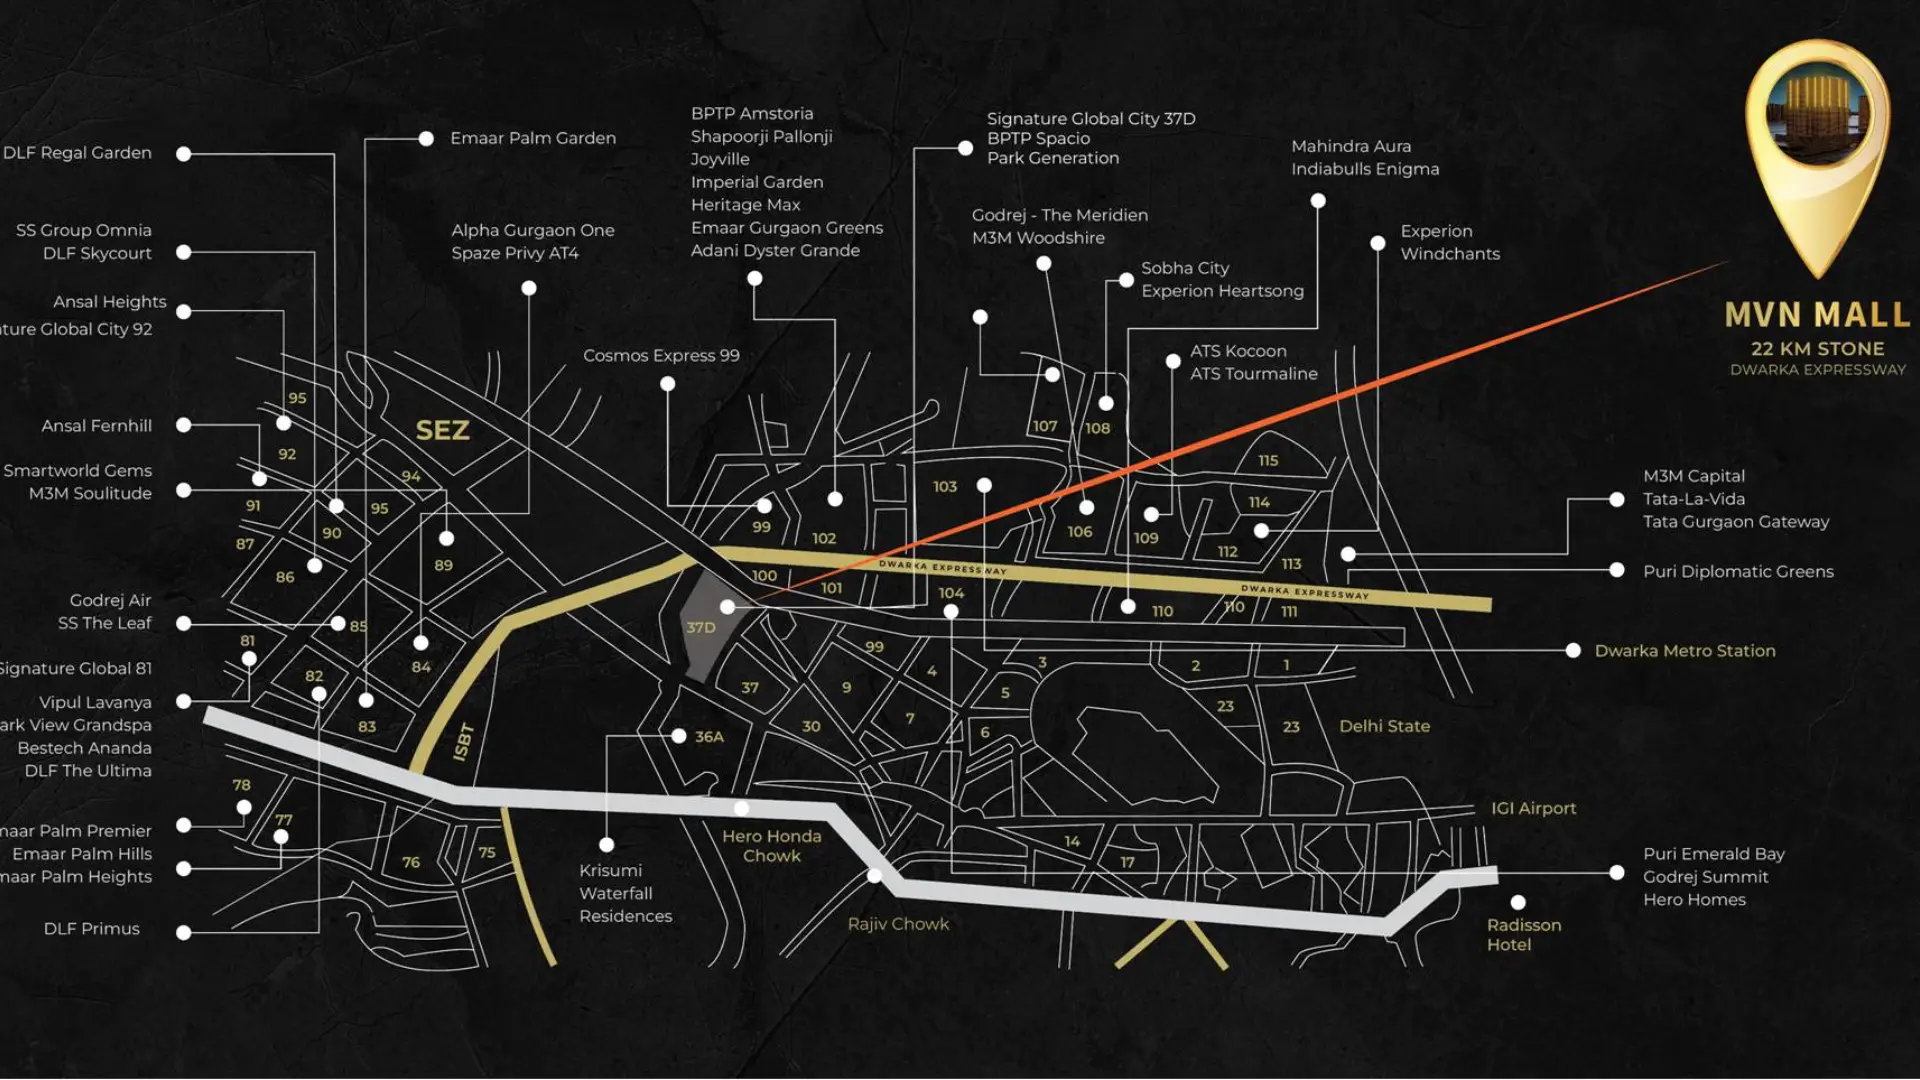 DLF Regal Garden
SS Group Omnia
DLF Skycourt
Ansal Heights
ature Global City 92
Ansal Fernhill
Smartworld Gems
M3M Soulitude
Godrej Air
SS The Leaf
Signature Global 81
Vipul Lavanya
ark View Grandspa
Bestech Ananda
DLF The Ultima
maar Palm Premier
Emaar Palm Hills
maar Palm Heights
DLF Primus
Emaar Palm Garden
Alpha Gurgaon One
Spaze Privy AT4
Cosmos Express 99
BPTP Amstoria
Shapoorji Pallonji
Joyville
Imperial Garden
Heritage Max
Emaar Gurgaon Greens
Adani Dyster Grande
Signature Global City 37D
BPTP Spacio
Park Generation
Godrej - The Meridien
M3M Woodshire
Sobha City
Experion Heartsong
Mahindra Aura
Indiabulls Enigma
Experion
Windchants
ATS Kocoon
ATS Tourmaline
MVN MALL
22 KM STONE
DWARKA EXPRESSWAY
M3M Capital
Tata-La-Vida
Tata Gurgaon Gateway
Puri Diplomatic Greens
Dwarka Metro Station
Delhi State
IGI Airport
Puri Emerald Bay
Godrej Summit
Hero Homes
Radisson
Hotel
Rajiv Chowk
Hero Honda
Chowk
Krisumi
Waterfall
Residences
SEZ
ISBT
DWARKA EXPRESSWAY
DWARKA EXPRESSWAY
95
92
94
91
95
90
87
86
89
81
85
84
82
83
78
77
76
75
99
102
103
107
108
115
114
106
109
112
113
100
101
104
110
110
111
37D
37
36A
99
9
30
4
7
3
5
6
2
1
23
23
14
17